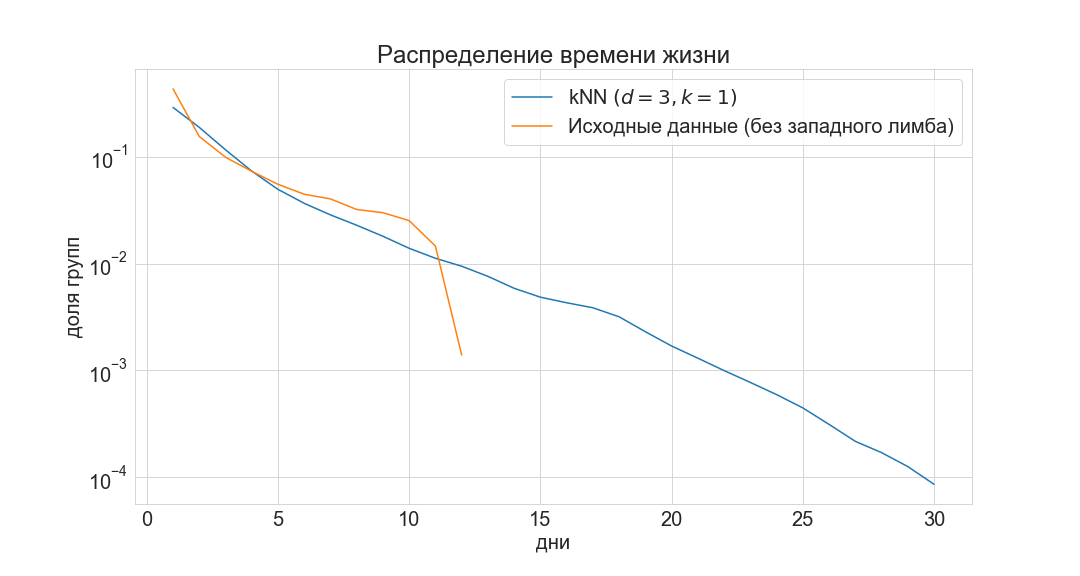 Распределение времени жизни
kNN (d = 3, k = 1)
Исходные данные (без западного лимба)
доля групп
10⁻¹
10⁻²
10⁻³
10⁻⁴
0 5 10 15 20 25 30
дни